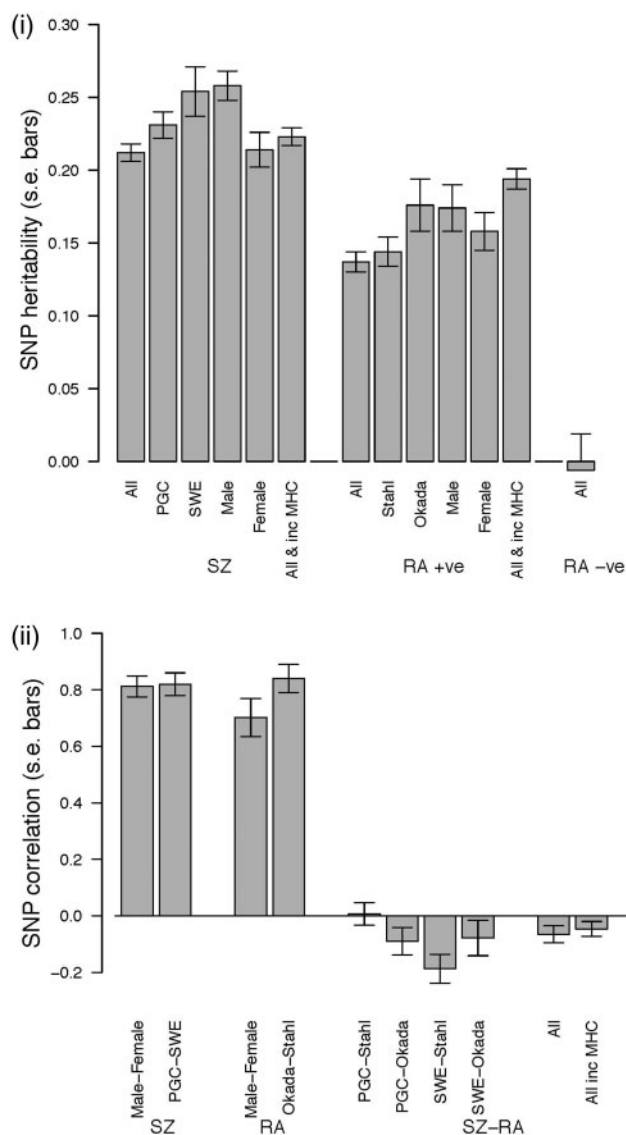 (i)
SNP heritability (s.e. bars)
0.30
0.25
0.20
0.15
0.10
0.05
0.00
All
PGC
SWE
Male
Female
All & inc MHC
All
Stahl
Okada
Male
Female
All & inc MHC
All
SZ
RA +ve
RA −ve
(ii)
SNP correlation (s.e. bars)
1.0
0.8
0.6
0.4
0.2
0.0
−0.2
Male−Female
PGC−SWE
Male−Female
Okada−Stahl
PGC−Stahl
PGC−Okada
SWE−Stahl
SWE−Okada
All
All inc MHC
SZ
RA
SZ−RA